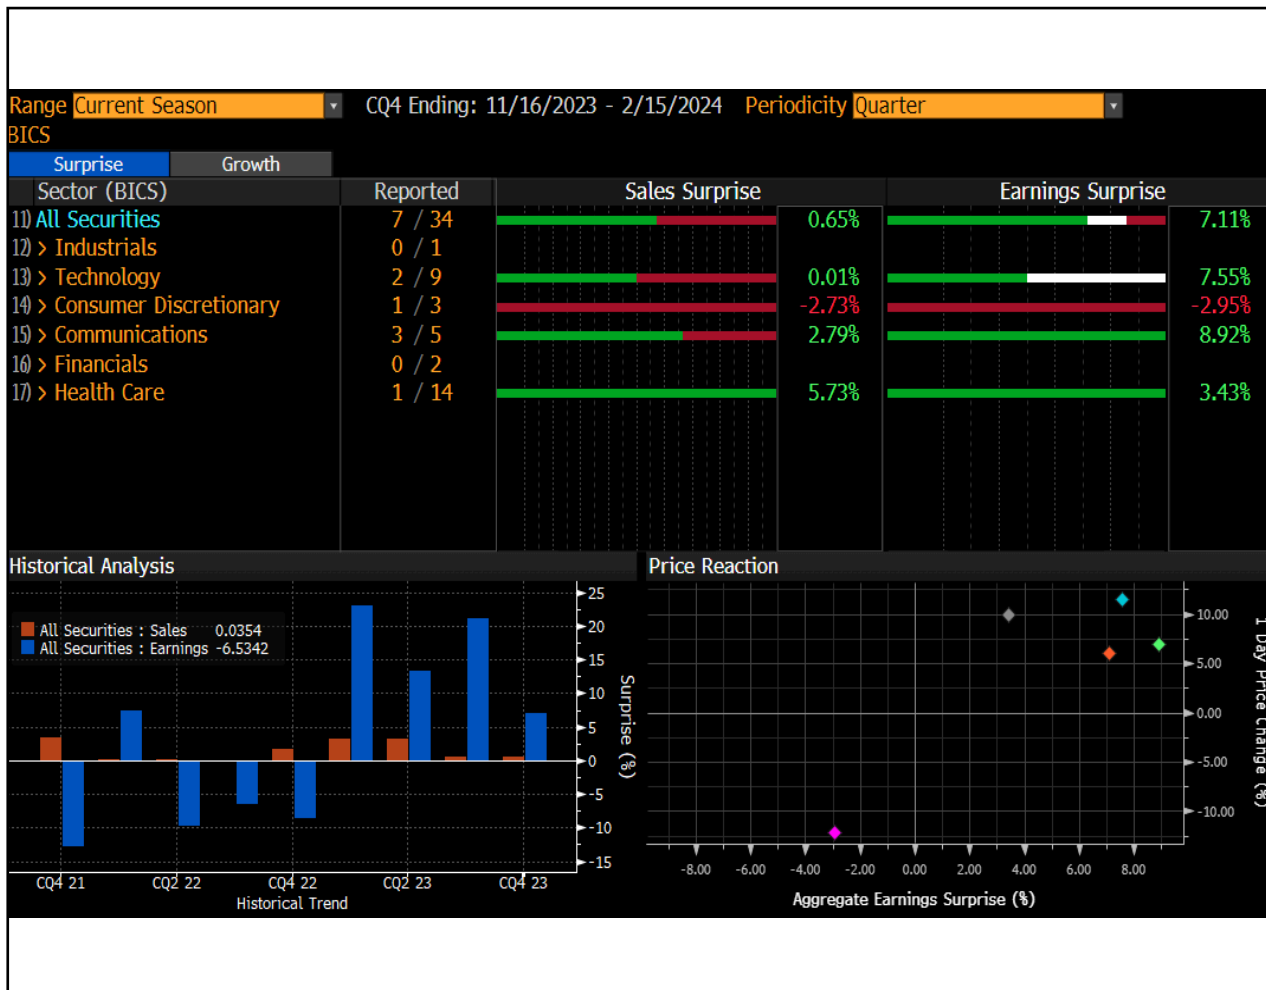 Range Current Season CQ4 Ending: 11/16/2023 - 2/15/2024 Periodicity Quarter
BICS
Surprise Growth
Sector (BICS) Reported Sales Surprise Earnings Surprise
11) All Securities 7 / 34 0.65% 7.11%
12) > Industrials 0 / 1
13) > Technology 2 / 9 0.01% 7.55%
14) > Consumer Discretionary 1 / 3 -2.73% -2.95%
15) > Communications 3 / 5 2.79% 8.92%
16) > Financials 0 / 2
17) > Health Care 1 / 14 5.73% 3.43%
Historical Analysis
All Securities : Sales 0.0354
All Securities : Earnings -6.5342
25
20
15
10
5
0
-5
-10
-15
Surprise (%)
CQ4 21 CQ2 22 CQ4 22 CQ2 23 CQ4 23
Historical Trend
Price Reaction
10.00
5.00
0.00
-5.00
-10.00
1 Day Price Change (%)
-8.00 -6.00 -4.00 -2.00 0.00 2.00 4.00 6.00 8.00
Aggregate Earnings Surprise (%)